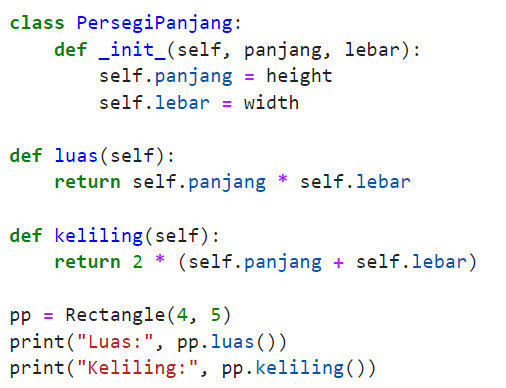 class PersegiPanjang:
    def _init_(self, panjang, lebar):
        self.panjang = height
        self.lebar = width

def luas(self):
    return self.panjang * self.lebar

def keliling(self):
    return 2 * (self.panjang + self.lebar)

pp = Rectangle(4, 5)
print("Luas:", pp.luas())
print("Keliling:", pp.keliling())